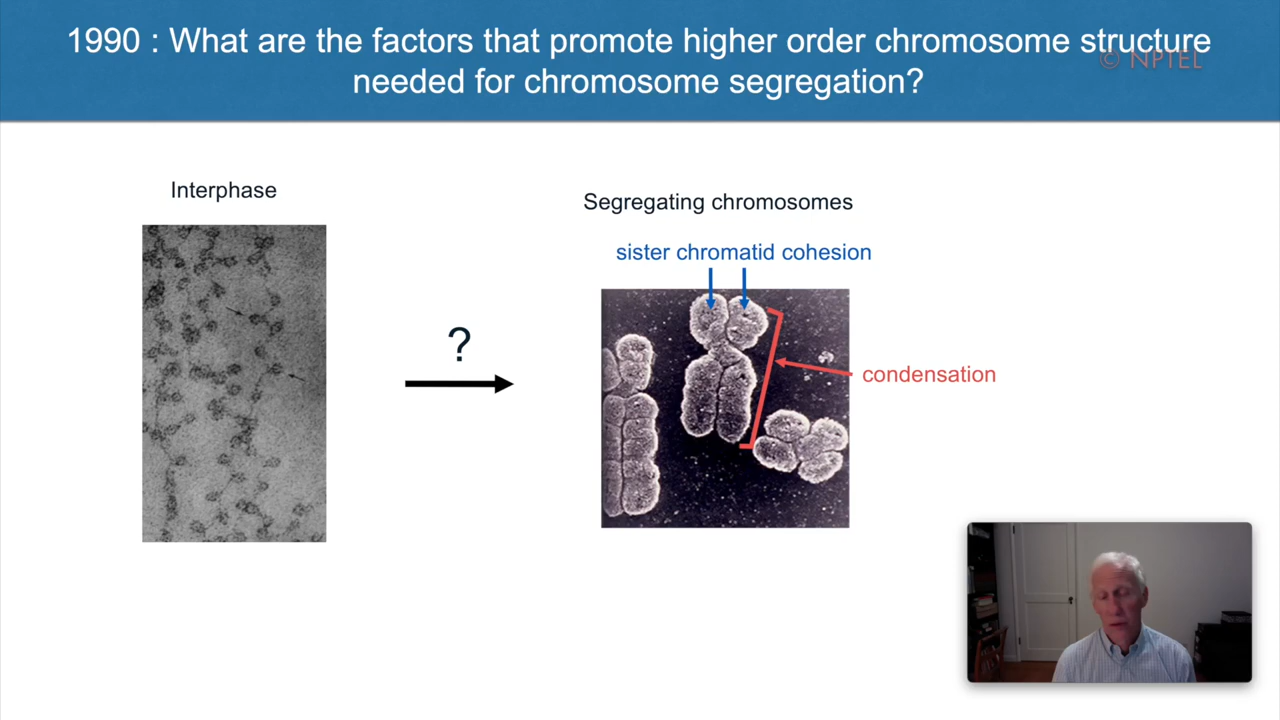 1990 : What are the factors that promote higher order chromosome structure
needed for chromosome segregation?
© NPTEL
Interphase
Segregating chromosomes
sister chromatid cohesion
?
condensation